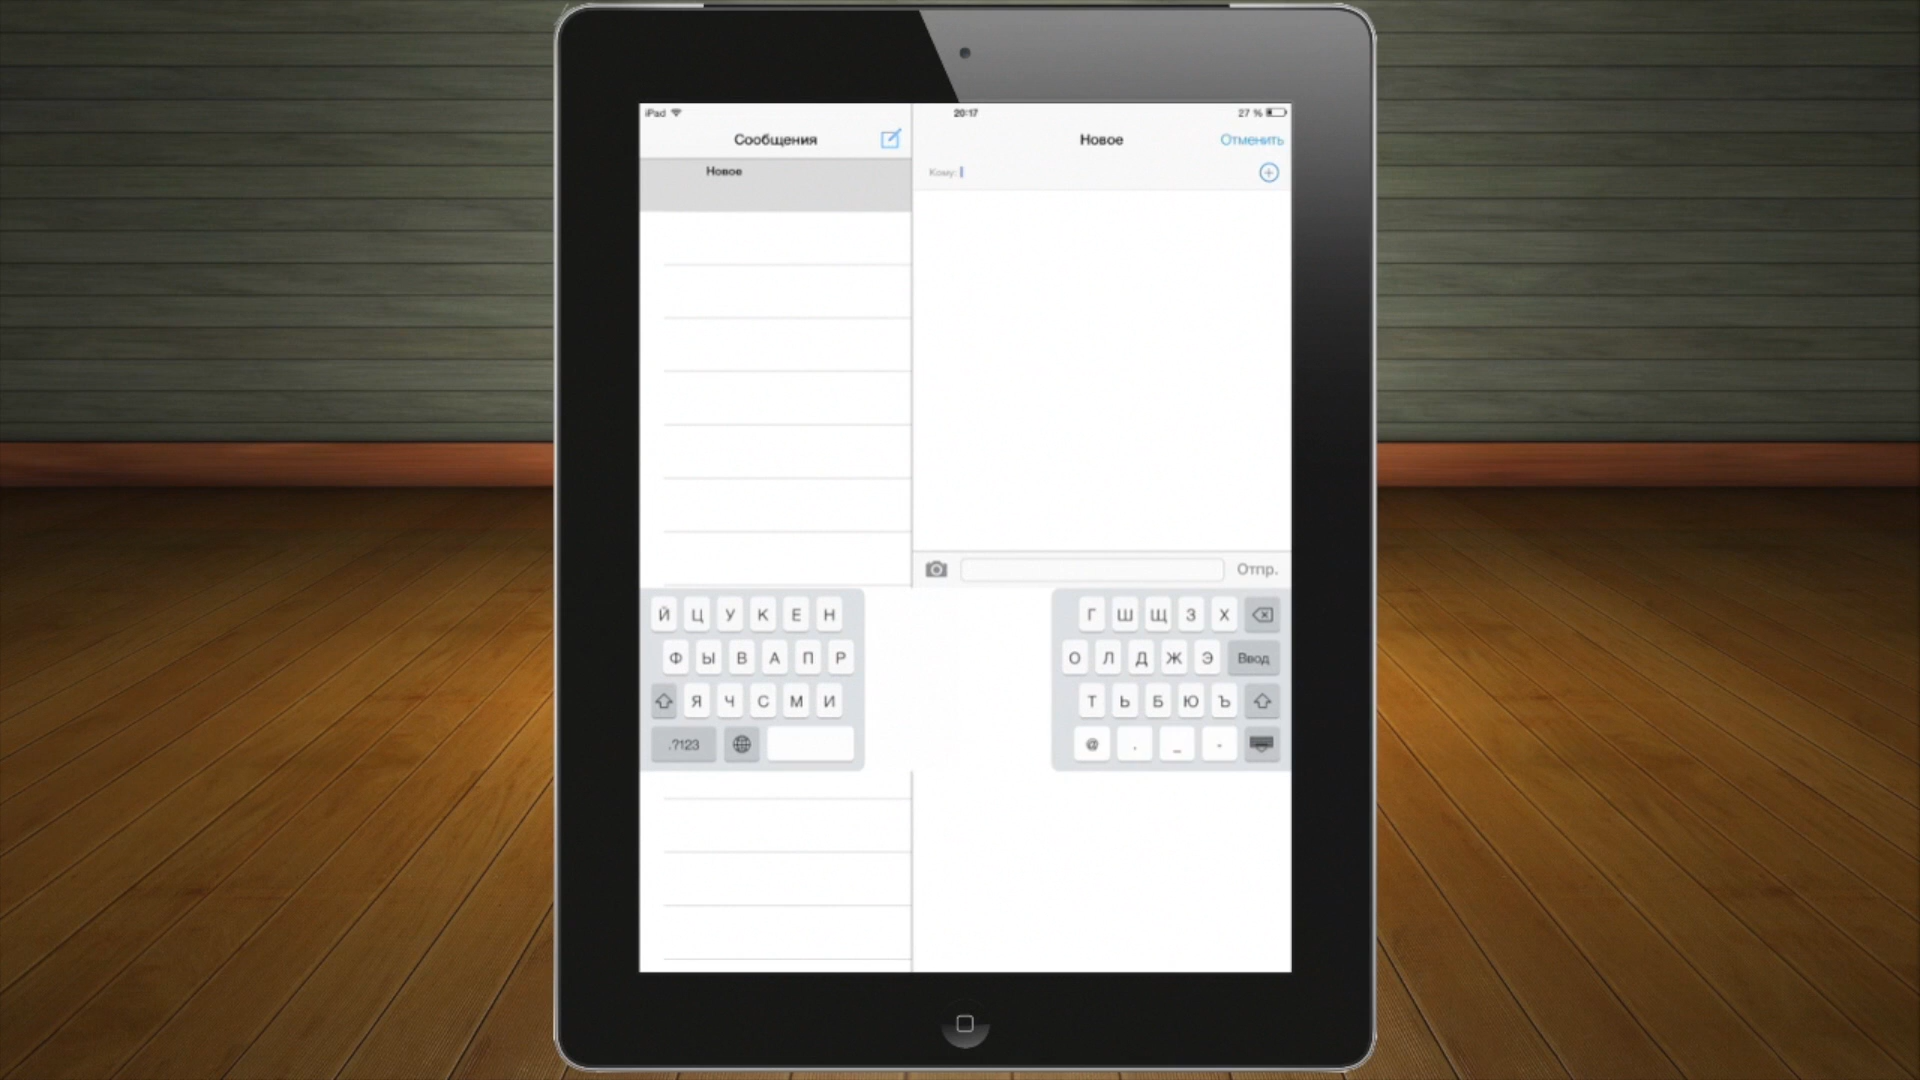 iPad 20:17 27 %
Сообщения
Новое Отменить
Новое
Кому:
Отпр.
Й Ц У К Е Н Г Ш Щ З Х
Ф Ы В А П Р О Л Д Ж Э Ввод
Я Ч С М И Т Ь Б Ю Ъ
.?123 @ . _ -